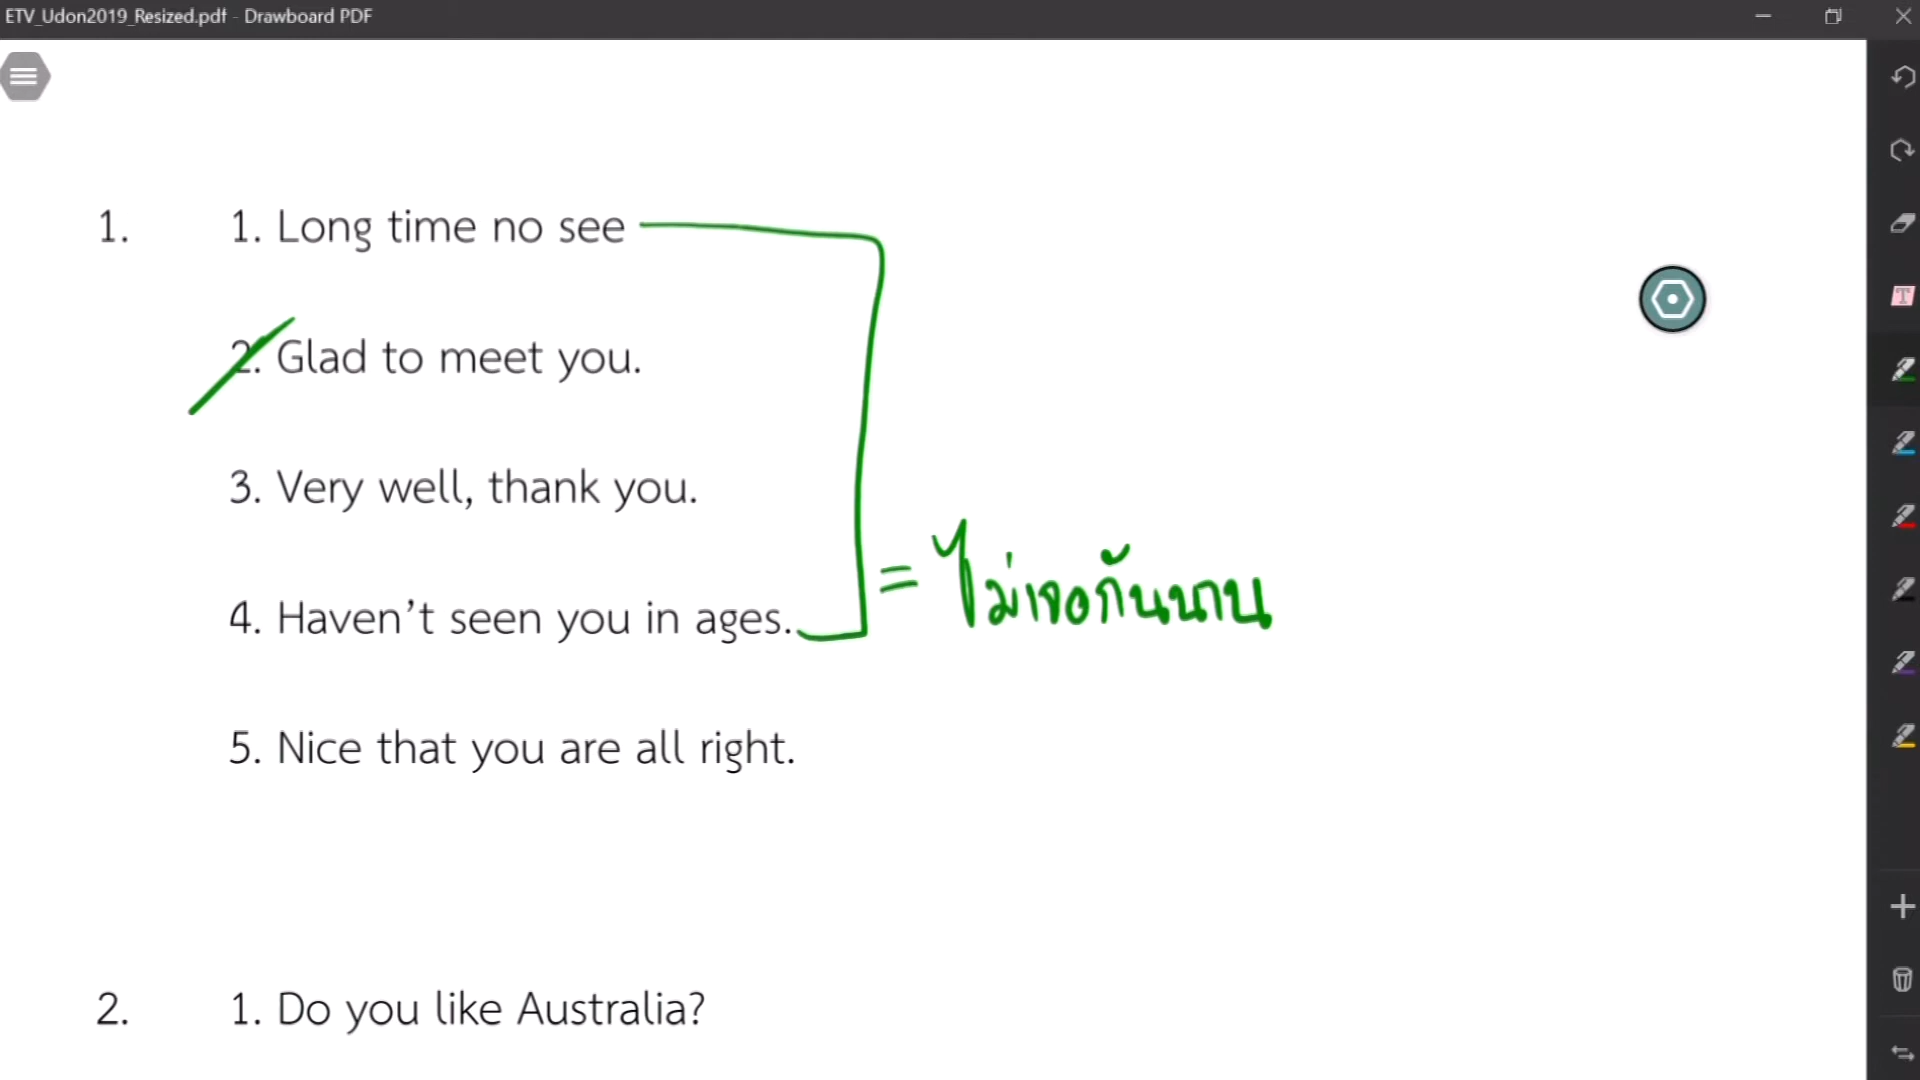 ETV_Udon2019_Resized.pdf - Drawboard PDF
1. 1. Long time no see
2. Glad to meet you.
3. Very well, thank you.
4. Haven't seen you in ages.
= ไม่เจอกันนาน
5. Nice that you are all right.
2. 1. Do you like Australia?